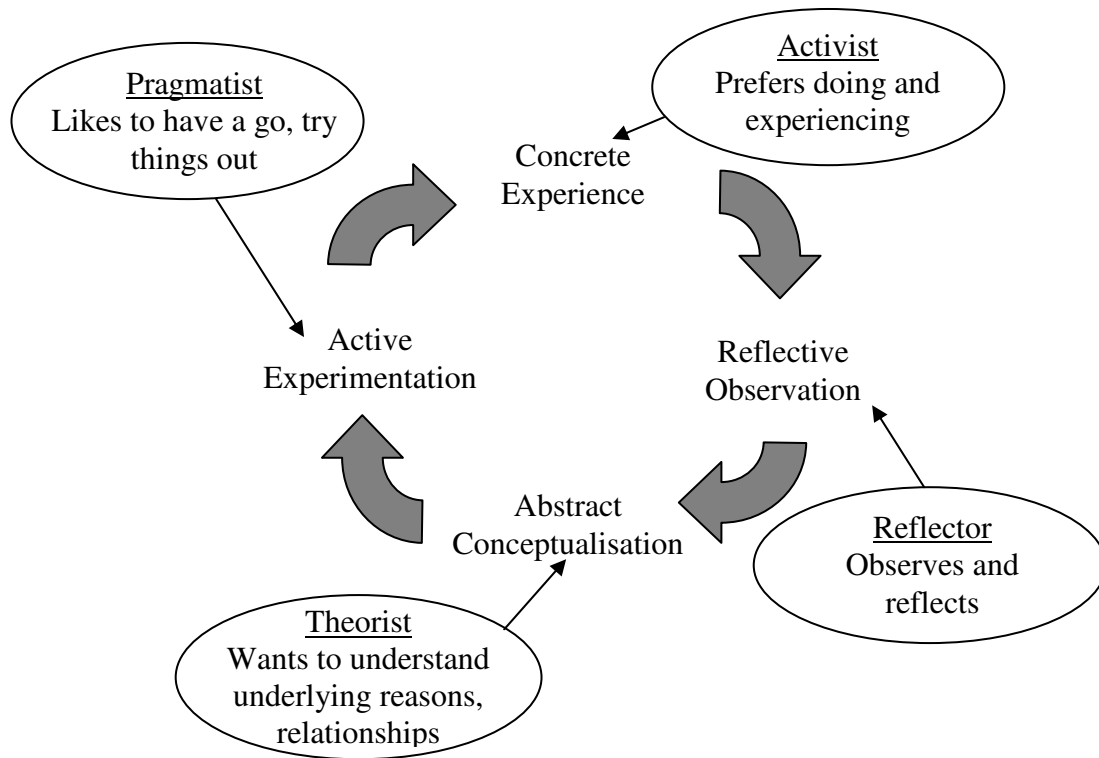 Activist
Prefers doing and
experiencing
Pragmatist
Likes to have a go, try
things out
Concrete
Experience
Active
Experimentation
Reflective
Observation
Abstract
Conceptualisation
Reflector
Observes and
reflects
Theorist
Wants to understand
underlying reasons,
relationships